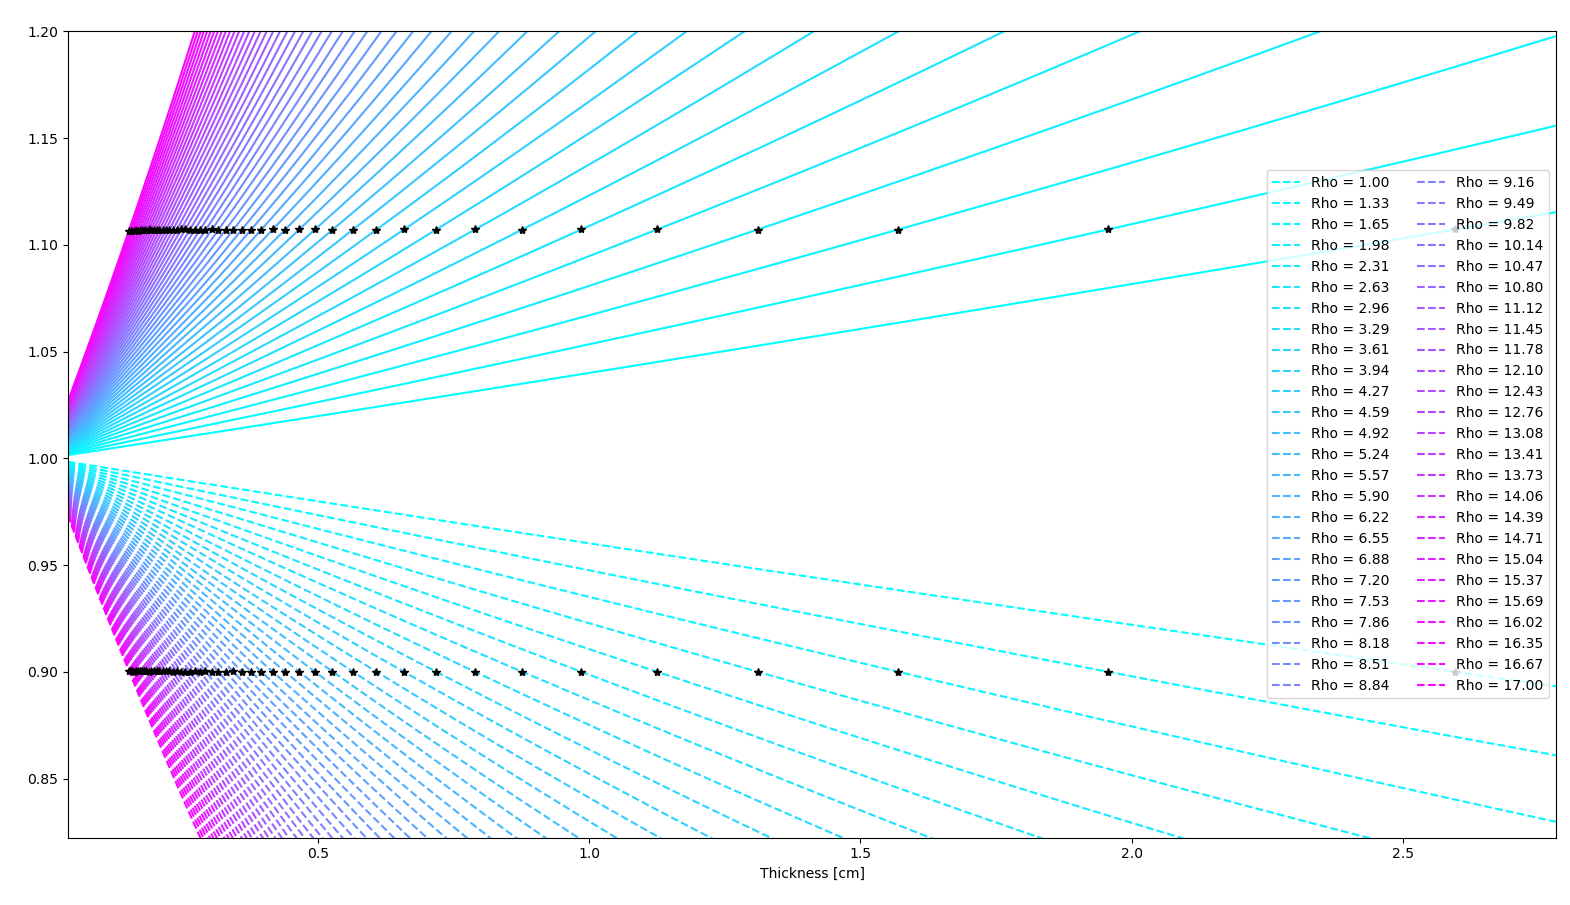 1.20
1.15
1.10
1.05
1.00
0.95
0.90
0.85
0.5
1.0
1.5
2.0
2.5
Thickness [cm]
Rho = 1.00
Rho = 1.33
Rho = 1.65
Rho = 1.98
Rho = 2.31
Rho = 2.63
Rho = 2.96
Rho = 3.29
Rho = 3.61
Rho = 3.94
Rho = 4.27
Rho = 4.59
Rho = 4.92
Rho = 5.24
Rho = 5.57
Rho = 5.90
Rho = 6.22
Rho = 6.55
Rho = 6.88
Rho = 7.20
Rho = 7.53
Rho = 7.86
Rho = 8.18
Rho = 8.51
Rho = 8.84
Rho = 9.16
Rho = 9.49
Rho = 9.82
Rho = 10.14
Rho = 10.47
Rho = 10.80
Rho = 11.12
Rho = 11.45
Rho = 11.78
Rho = 12.10
Rho = 12.43
Rho = 12.76
Rho = 13.08
Rho = 13.41
Rho = 13.73
Rho = 14.06
Rho = 14.39
Rho = 14.71
Rho = 15.04
Rho = 15.37
Rho = 15.69
Rho = 16.02
Rho = 16.35
Rho = 16.67
Rho = 17.00